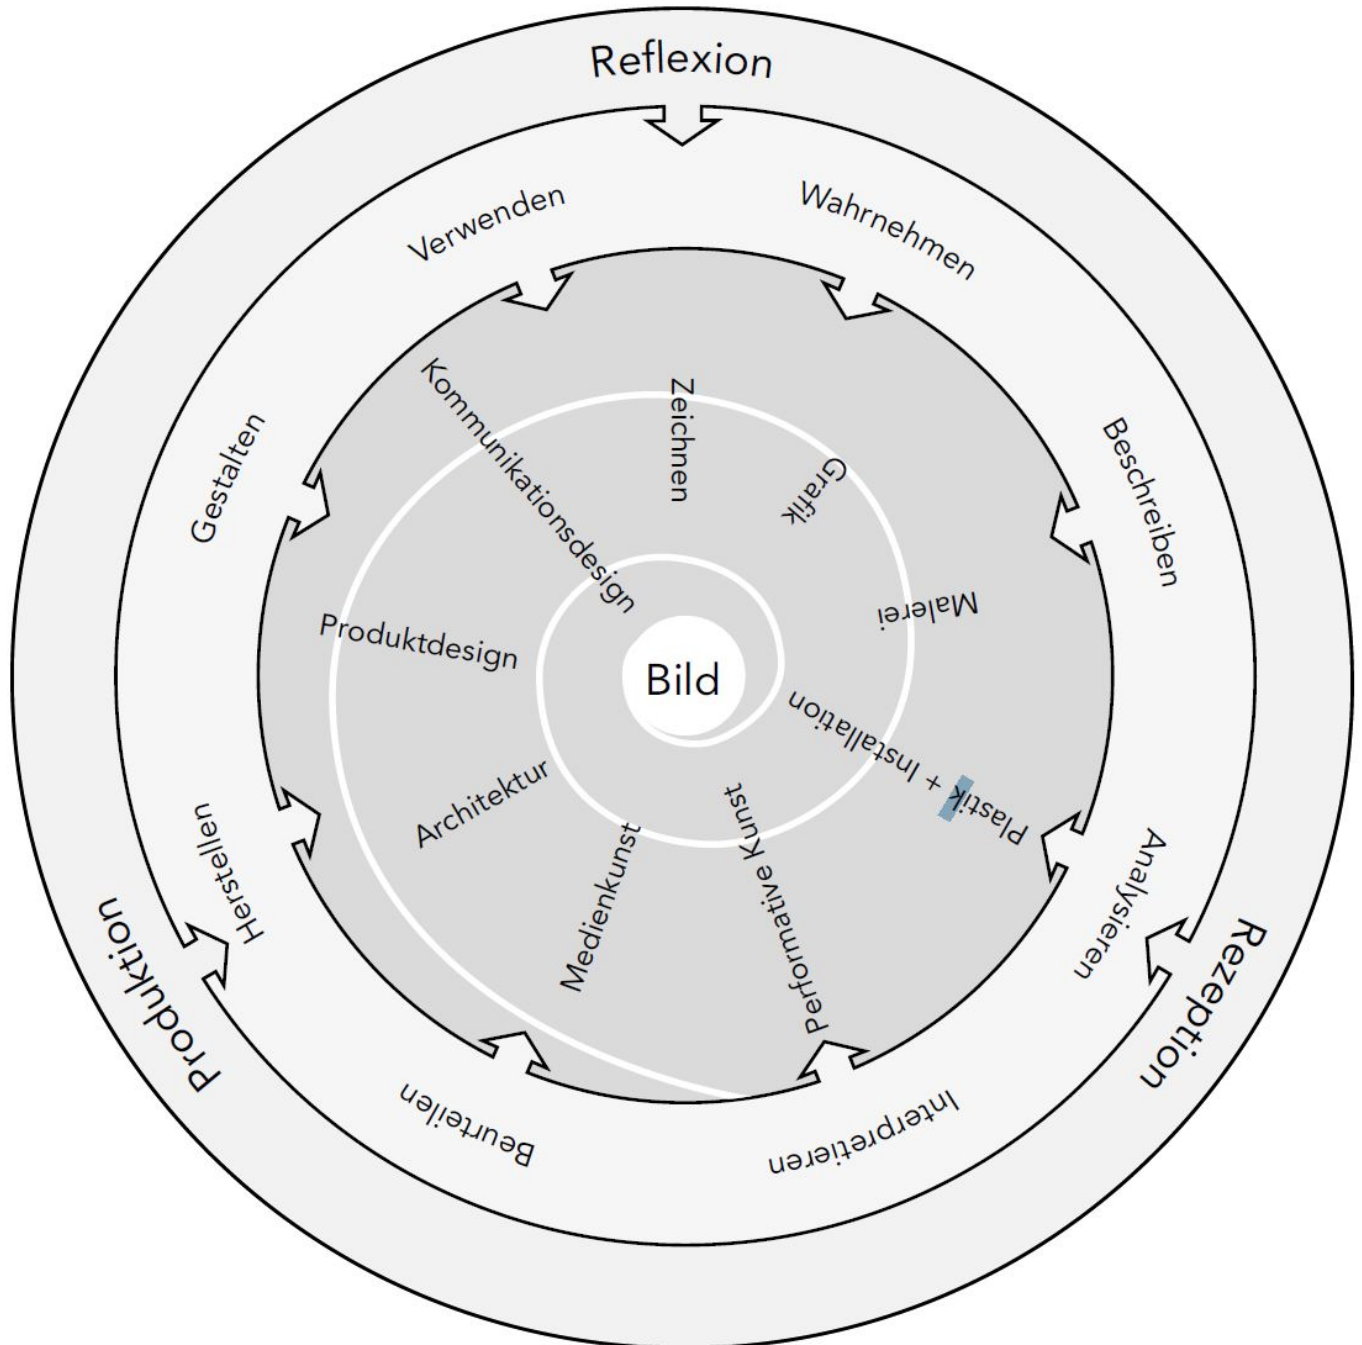 Reflexion
Rezeption
Produktion
Verwenden
Wahrnehmen
Beschreiben
Analysieren
Interpretieren
Beurteilen
Herstellen
Gestalten
Zeichnen
Grafik
Malerei
Plastik + Installation
Performative Kunst
Medienkunst
Architektur
Produktdesign
Kommunikationsdesign
Bild